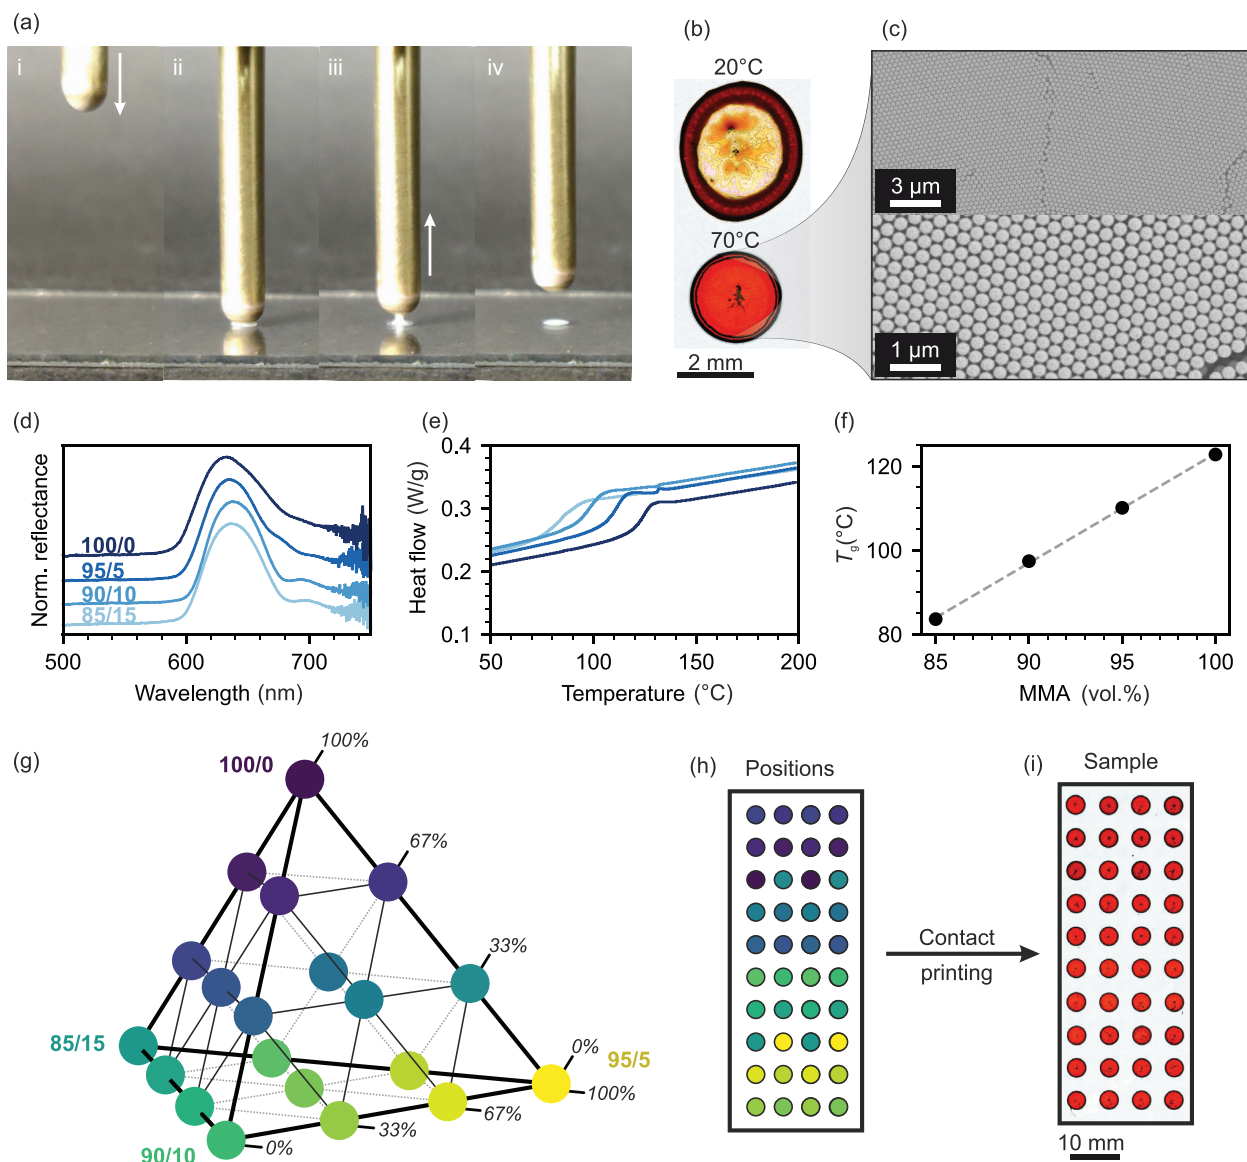 (a)
i
ii
iii
iv
(b)
20°C
70°C
2 mm
(c)
3 µm
1 µm
(d)
Norm. reflectance
100/0
95/5
90/10
85/15
500
600
700
Wavelength (nm)
(e)
Heat flow (W/g)
0.4
0.3
0.2
0.1
50
100
150
200
Temperature (°C)
(f)
Tg(°C)
120
100
80
85
90
95
100
MMA (vol.%)
(g)
100/0
100%
67%
33%
85/15
0%
95/5
100%
67%
33%
0%
90/10
(h)
Positions
Contact
printing
(i)
Sample
10 mm